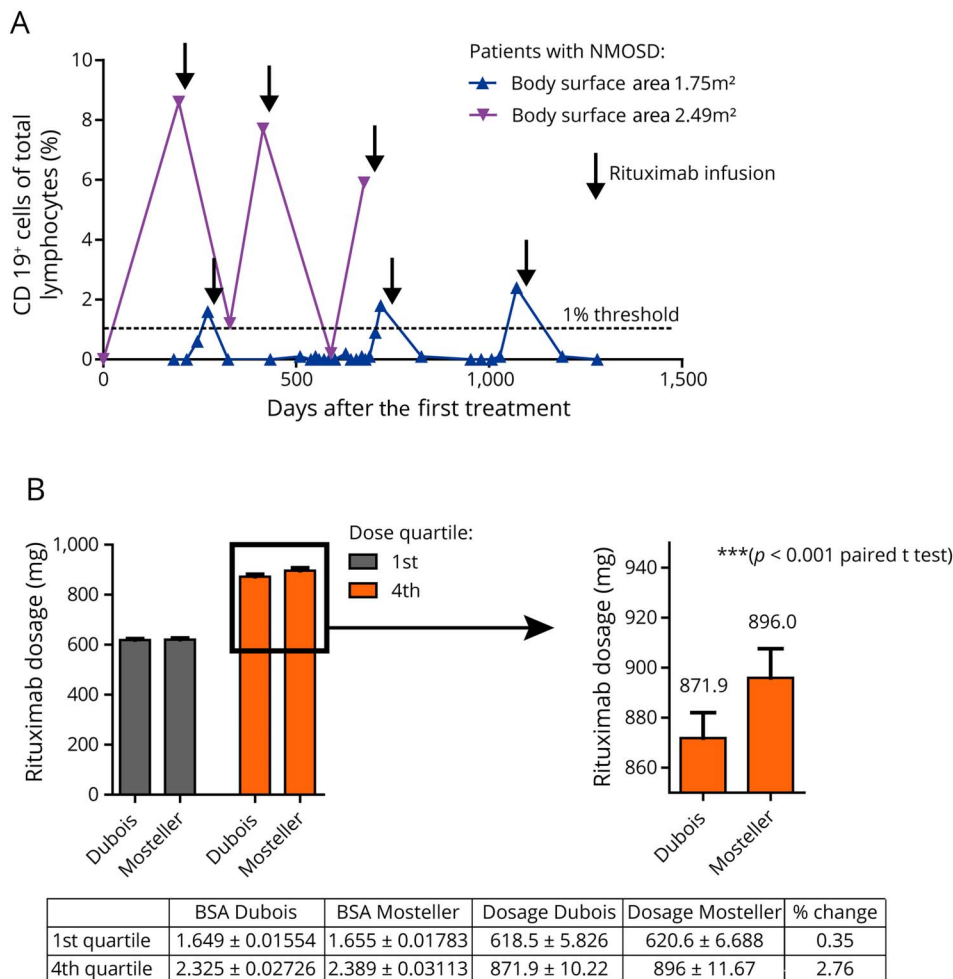 A
Patients with NMOSD:
Body surface area 1.75m²
Body surface area 2.49m²
Rituximab infusion
1% threshold
CD 19⁺ cells of total
lymphocytes (%)
10
8
6
4
2
0
0 500 1,000 1,500
Days after the first treatment
B
Dose quartile:
1st
4th
Rituximab dosage (mg)
1,000
800
600
400
200
0
Dubois Mosteller Dubois Mosteller
***(p < 0.001 paired t test)
Rituximab dosage (mg)
940
920
900
880
860
871.9
896.0
Dubois Mosteller
BSA Dubois BSA Mosteller Dosage Dubois Dosage Mosteller % change
1st quartile 1.649 ± 0.01554 1.655 ± 0.01783 618.5 ± 5.826 620.6 ± 6.688 0.35
4th quartile 2.325 ± 0.02726 2.389 ± 0.03113 871.9 ± 10.22 896 ± 11.67 2.76